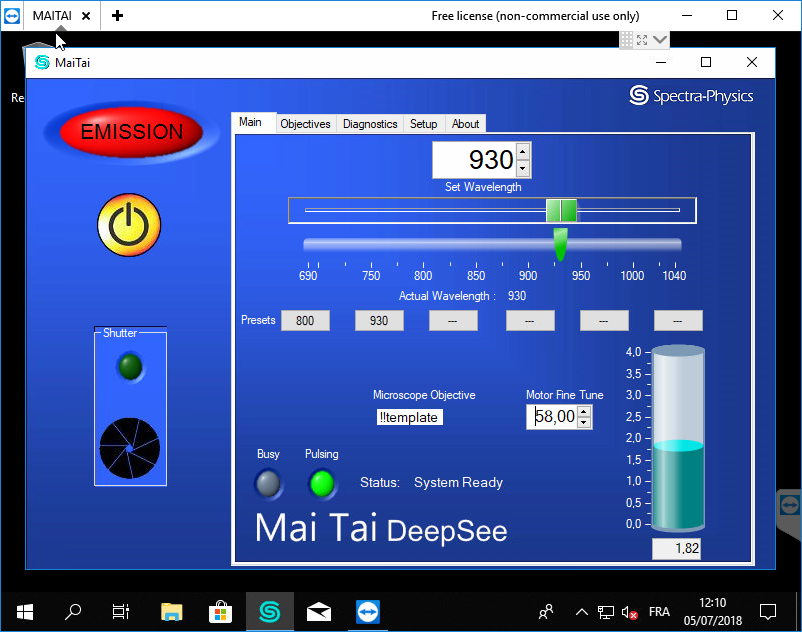 MAITAI
Free license (non-commercial use only)
MaiTai
Re
Spectra-Physics
EMISSION
Main Objectives Diagnostics Setup About
930
Set Wavelength
690 750 800 850 900 950 1000 1040
Actual Wavelength : 930
Presets 800 930 --- --- --- ---
Shutter
4,0
3,5
3,0
2,5
2,0
1,5
1,0
0,5
0,0
1,82
Microscope Objective
!!template
Motor Fine Tune
58,00
Busy Pulsing
Status: System Ready
Mai Tai DeepSee
FRA
12:10
05/07/2018